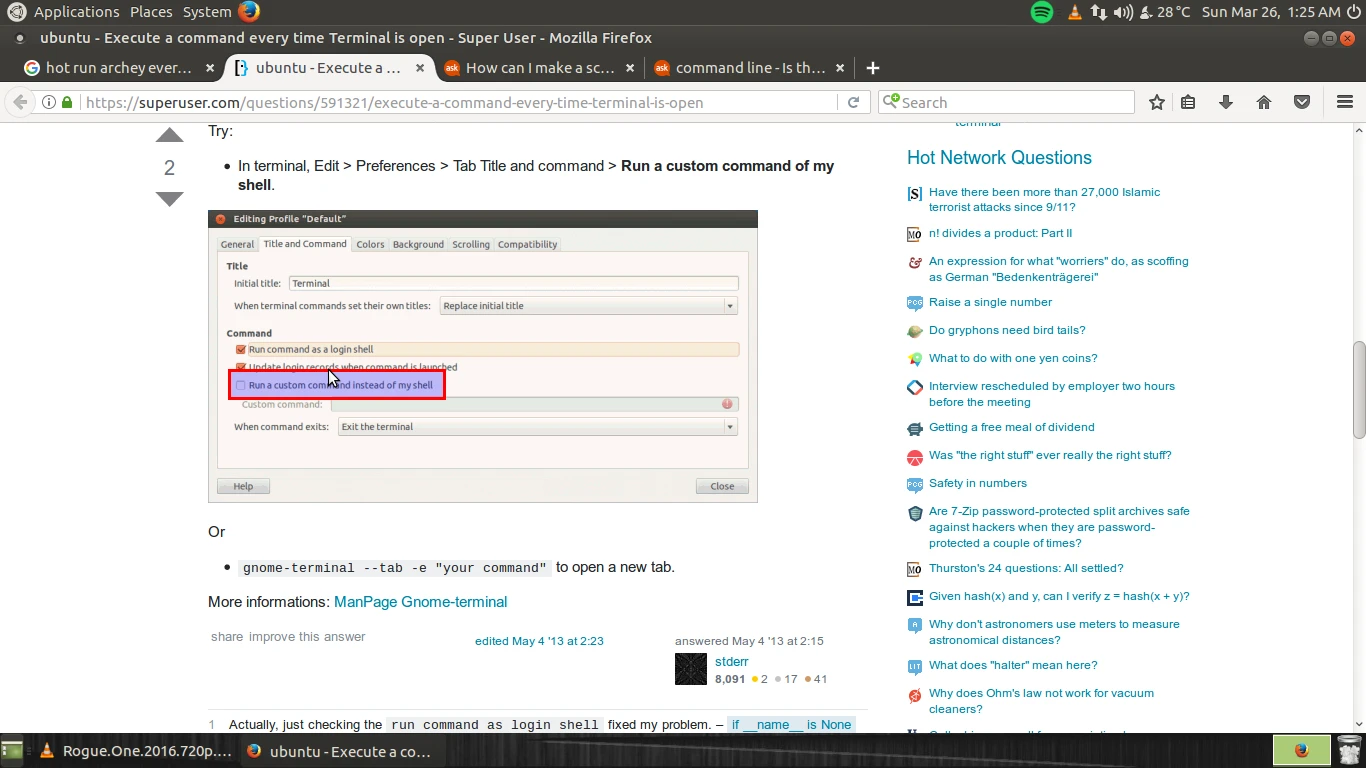 Applications Places System
28 °C Sun Mar 26, 1:25 AM
ubuntu - Execute a command every time Terminal is open - Super User - Mozilla Firefox
hot run archey ever... × ubuntu - Execute a ... × How can I make a sc... × command line - Is th... × +
https://superuser.com/questions/591321/execute-a-command-every-time-terminal-is-open
Search
Try:
2
• In terminal, Edit > Preferences > Tab Title and command > Run a custom command of my
shell.
Editing Profile "Default"
General Title and Command Colors Background Scrolling Compatibility
Title
Initial title: Terminal
When terminal commands set their own titles: Replace initial title
Command
Run command as a login shell
Update login records when command is launched
Run a custom command instead of my shell
Custom command:
When command exits: Exit the terminal
Help Close
Or
• gnome-terminal --tab -e "your command" to open a new tab.
More informations: ManPage Gnome-terminal
share improve this answer
edited May 4 '13 at 2:23
answered May 4 '13 at 2:15
stderr
8,091 ●2 ●17 ●41
1 Actually, just checking the run command as login shell fixed my problem. – if __name__ is None
terminal
Hot Network Questions
Have there been more than 27,000 Islamic
terrorist attacks since 9/11?
n! divides a product: Part II
An expression for what "worriers" do, as scoffing
as German "Bedenkenträgerei"
Raise a single number
Do gryphons need bird tails?
What to do with one yen coins?
Interview rescheduled by employer two hours
before the meeting
Getting a free meal of dividend
Was "the right stuff" ever really the right stuff?
Safety in numbers
Are 7-Zip password-protected split archives safe
against hackers when they are password-
protected a couple of times?
Thurston's 24 questions: All settled?
Given hash(x) and y, can I verify z = hash(x + y)?
Why don't astronomers use meters to measure
astronomical distances?
What does "halter" mean here?
Why does Ohm's law not work for vacuum
cleaners?
Rogue.One.2016.720p.... ubuntu - Execute a co...